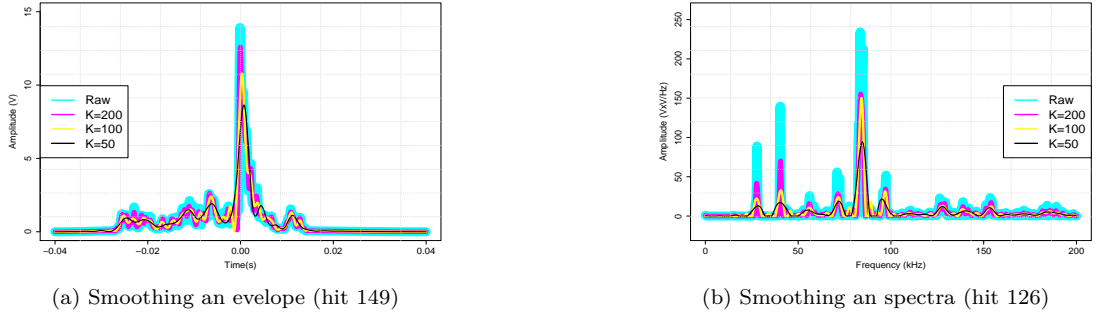 Amplitude (V)
15
10
5
0
Raw
K=200
K=100
K=50
−0.04
−0.02
0.00
0.02
0.04
Time(s)
(a) Smoothing an evelope (hit 149)
Amplitude (VxV/Hz)
250
200
150
100
50
0
Raw
K=200
K=100
K=50
0
50
100
150
200
Frequency (kHz)
(b) Smoothing an spectra (hit 126)